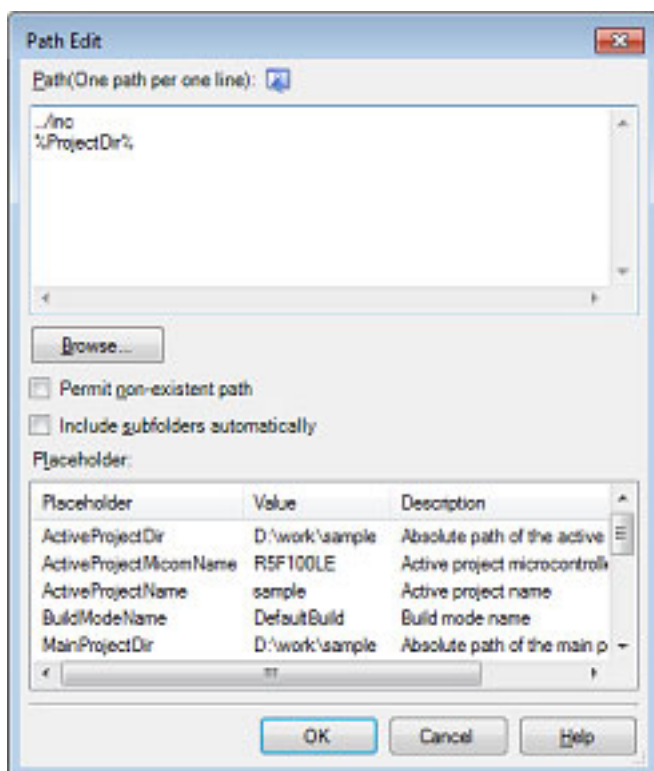 Path Edit
Path(One path per one line):
../inc
%ProjectDir%
Browse...
Permit non-existent path
Include subfolders automatically
Placeholder:
Placeholder Value Description
ActiveProjectDir D:\work\sample Absolute path of the active
ActiveProjectMicomName R5F100LE Active project microcontroll
ActiveProjectName sample Active project name
BuildModeName DefaultBuild Build mode name
MainProjectDir D:\work\sample Absolute path of the main p
OK Cancel Help